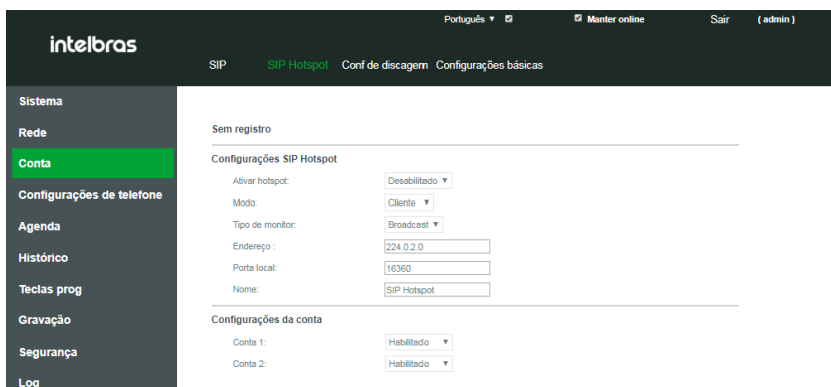 Português Manter online Sair ( admin )
intelbras
SIP SIP Hotspot Conf de discagem Configurações básicas
Sistema
Rede
Conta
Configurações de telefone
Agenda
Histórico
Teclas prog
Gravação
Segurança
Log
Sem registro
Configurações SIP Hotspot
Ativar hotspot: Desabilitado
Modo: Cliente
Tipo de monitor: Broadcast
Endereço : 224.0.2.0
Porta local: 16360
Nome: SIP Hotspot
Configurações da conta
Conta 1: Habilitado
Conta 2: Habilitado